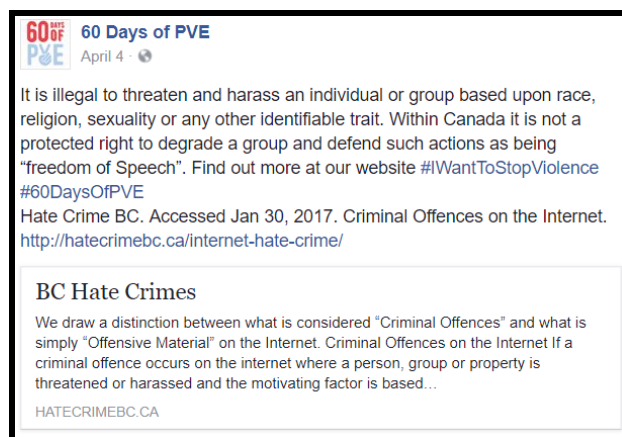 60 DAYS OF
PVE
60 Days of PVE
April 4 ·
It is illegal to threaten and harass an individual or group based upon race,
religion, sexuality or any other identifiable trait. Within Canada it is not a
protected right to degrade a group and defend such actions as being
“freedom of Speech”. Find out more at our website #IWantToStopViolence
#60DaysOfPVE
Hate Crime BC. Accessed Jan 30, 2017. Criminal Offences on the Internet.
http://hatecrimebc.ca/internet-hate-crime/
BC Hate Crimes
We draw a distinction between what is considered “Criminal Offences” and what is
simply “Offensive Material” on the Internet. Criminal Offences on the Internet If a
criminal offence occurs on the internet where a person, group or property is
threatened or harassed and the motivating factor is based…
HATECRIMEBC.CA